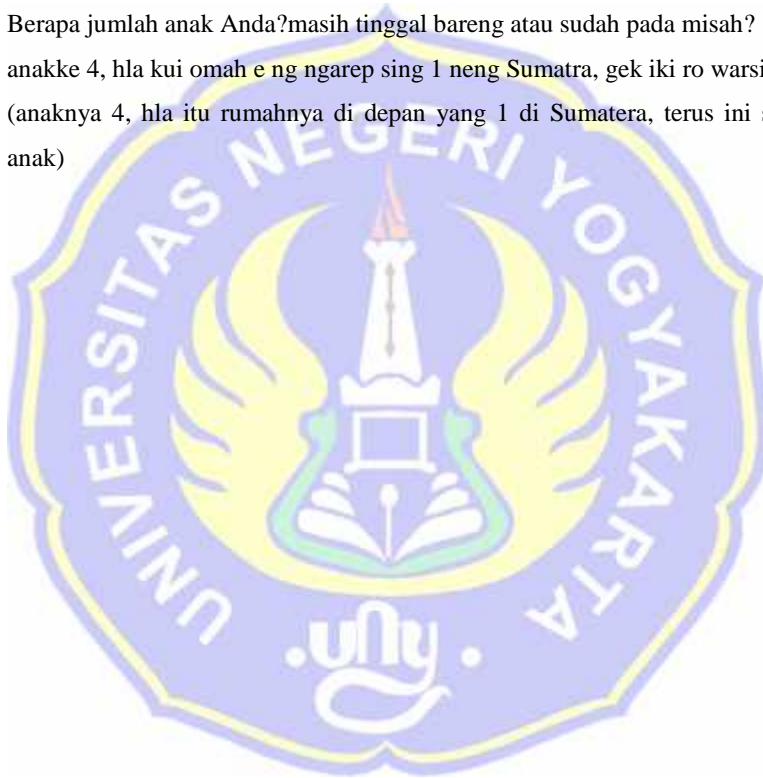 Berapa jumlah anak Anda?masih tinggal bareng atau sudah pada misah?
anakke 4, hla kui omah e ng ngarep sing 1 neng Sumatra, gek iki ro warsi
(anaknya 4, hla itu rumahnya di depan yang 1 di Sumatera, terus ini
anak)
UNIVERSITAS NEGERI YOGYAKARTA
.uny.